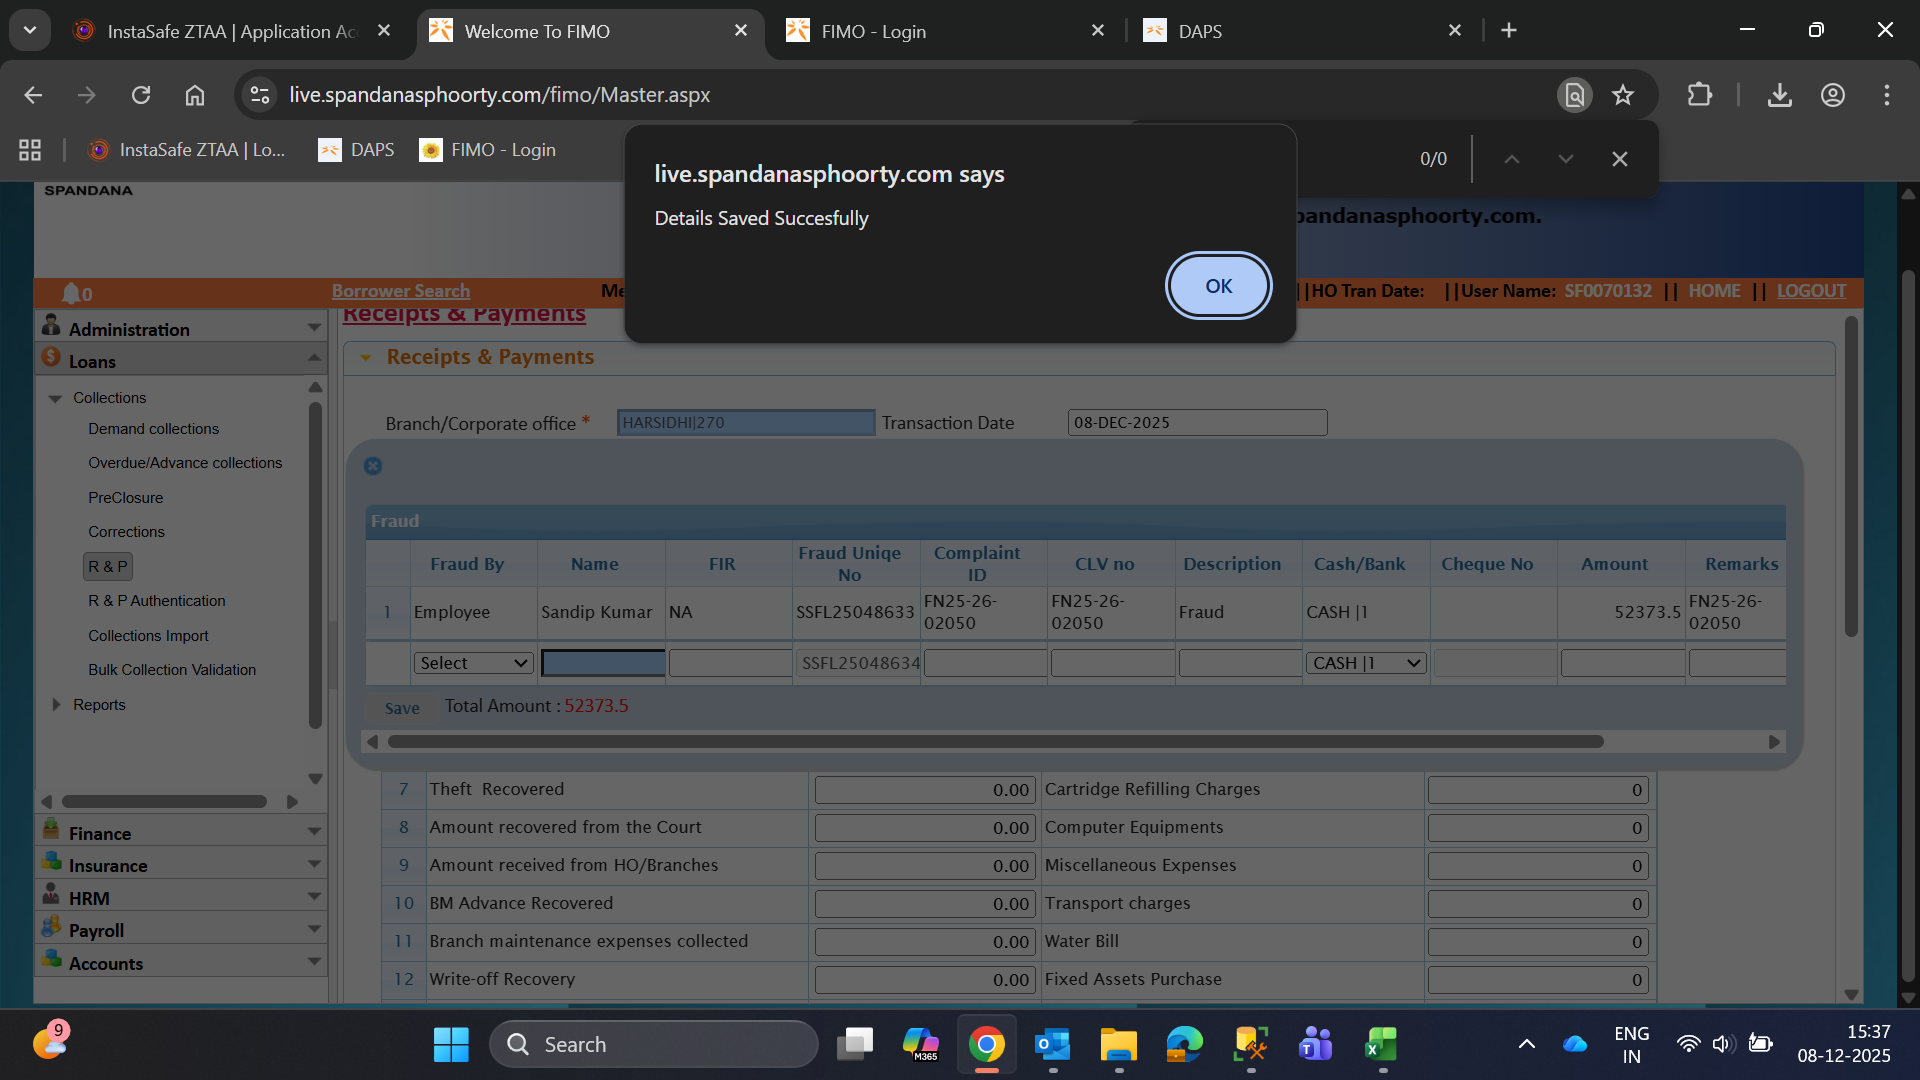 InstaSafe ZTAA | Application Acc
Welcome To FIMO
FIMO - Login
DAPS
live.spandanasphoorty.com/fimo/Master.aspx
InstaSafe ZTAA | Lo...
DAPS
FIMO - Login
0/0
live.spandanasphoorty.com says
Details Saved Succesfully
OK
SPANDANA
pandanasphoorty.com.
0
Borrower Search
Me
||HO Tran Date: ||User Name: SF0070132 || HOME || LOGOUT
Administration
Loans
Collections
Demand collections
Overdue/Advance collections
PreClosure
Corrections
R & P
R & P Authentication
Collections Import
Bulk Collection Validation
Reports
Finance
Insurance
HRM
Payroll
Accounts
Receipts & Payments
Receipts & Payments
Branch/Corporate office * HARSIDHI|270 Transaction Date 08-DEC-2025
Fraud
Fraud By Name FIR Fraud Uniqe No Complaint ID CLV no Description Cash/Bank Cheque No Amount Remarks
1 Employee Sandip Kumar NA SSFL25048633 FN25-26-02050 FN25-26-02050 Fraud CASH |1 52373.5 FN25-26-02050
Select SSFL25048634 CASH |1
Save Total Amount : 52373.5
7 Theft Recovered 0.00 Cartridge Refilling Charges 0
8 Amount recovered from the Court 0.00 Computer Equipments 0
9 Amount received from HO/Branches 0.00 Miscellaneous Expenses 0
10 BM Advance Recovered 0.00 Transport charges 0
11 Branch maintenance expenses collected 0.00 Water Bill 0
12 Write-off Recovery 0.00 Fixed Assets Purchase 0
9
Search
M365
ENG
IN
15:37
08-12-2025